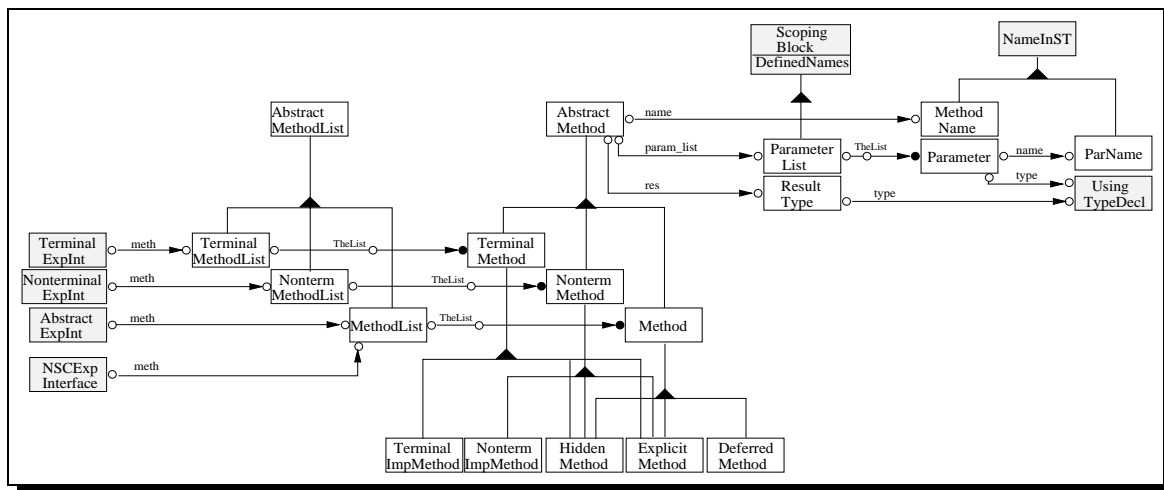 Scoping
Block
DefinedNames
NameInST
Abstract
MethodList
Abstract
Method
name
Method
Name
param_list
Parameter
List
TheList
Parameter
name
ParName
res
Result
Type
type
type
Using
TypeDecl
Terminal
ExpInt
meth
Terminal
MethodList
TheList
Terminal
Method
Nonterminal
ExpInt
meth
Nonterm
MethodList
TheList
Nonterm
Method
Abstract
ExpInt
meth
MethodList
TheList
Method
NSCExp
Interface
meth
Terminal
ImpMethod
Nonterm
ImpMethod
Hidden
Method
Explicit
Method
Deferred
Method